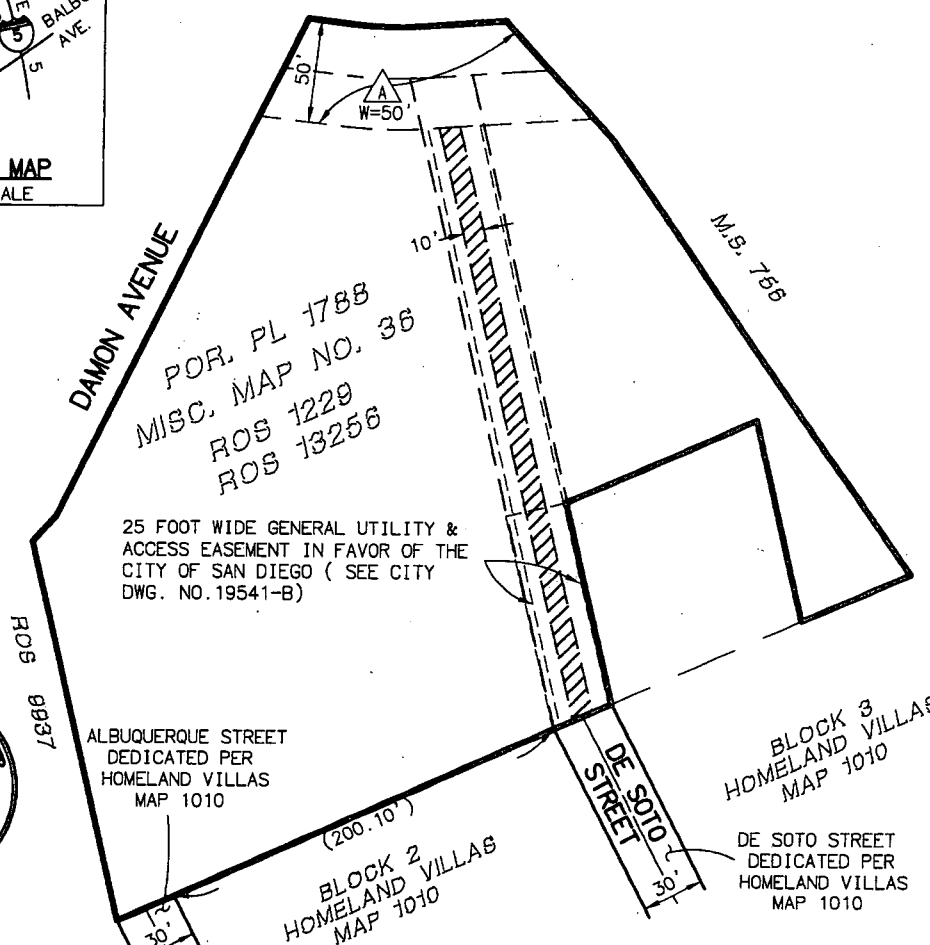 5
BALBO
AVE.
5
E
MAP
ALE
50'
A
W=50'
10'
DAMON AVENUE
M.S. 756
POR. PL 1788
MISC. MAP NO. 36
ROS 1229
ROS 13256
25 FOOT WIDE GENERAL UTILITY &
ACCESS EASEMENT IN FAVOR OF THE
CITY OF SAN DIEGO ( SEE CITY
DWG. NO.19541-B)
ROS 9937
ALBUQUERQUE STREET
DEDICATED PER
HOMELAND VILLAS
MAP 1010
(200.10')
BLOCK 2
HOMELAND VILLAS
MAP 1010
30'
DE SOTO
STREET
30'
BLOCK 3
HOMELAND VILLAS
MAP 1010
DE SOTO STREET
DEDICATED PER
HOMELAND VILLAS
MAP 1010